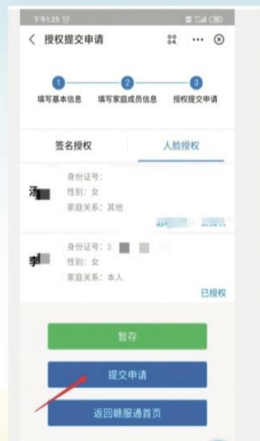 下午1:25
授权提交申请
1 2 3
填写基本信息 填写家庭成员信息 授权提交申请
签名授权 人脸授权
汤
身份证号:
性别: 女
家庭关系: 其他
李
身份证号: 3
性别: 女
家庭关系: 本人
已授权
暂存
提交申请
返回赣服通首页